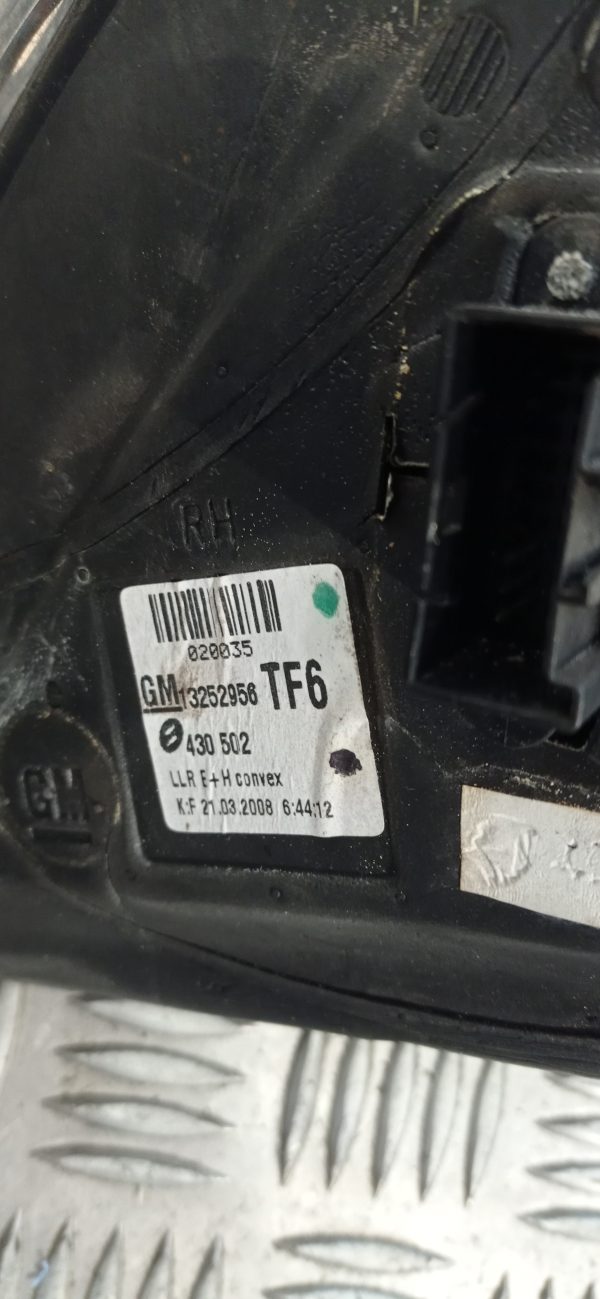 RH
020035
GM 13252956 TF6
430 502
LLR E+H convex
K:F 21.03.2008 6:44:12
GM